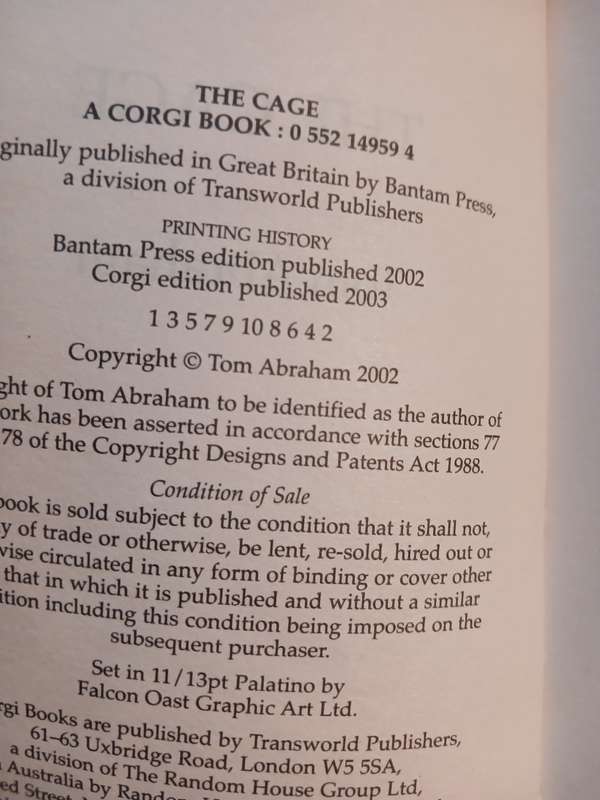 THE CAGE
A CORGI BOOK : 0 552 14959 4
ginally published in Great Britain by Bantam Press,
a division of Transworld Publishers
PRINTING HISTORY
Bantam Press edition published 2002
Corgi edition published 2003
1 3 5 7 9 10 8 6 4 2
Copyright © Tom Abraham 2002
ght of Tom Abraham to be identified as the author of
ork has been asserted in accordance with sections 77
78 of the Copyright Designs and Patents Act 1988.
Condition of Sale
book is sold subject to the condition that it shall not,
y of trade or otherwise, be lent, re-sold, hired out or
wise circulated in any form of binding or cover other
that in which it is published and without a similar
ition including this condition being imposed on the
subsequent purchaser.
Set in 11/13pt Palatino by
Falcon Oast Graphic Art Ltd.
rgi Books are published by Transworld Publishers,
61–63 Uxbridge Road, London W5 5SA,
a division of The Random House Group Ltd,
Australia by Random